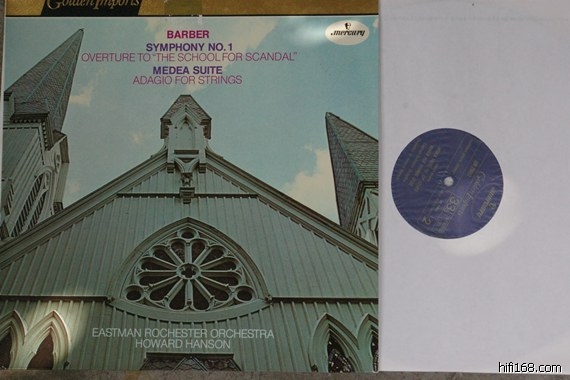 Golden Imports
mercury
BARBER
SYMPHONY NO. 1
OVERTURE TO "THE SCHOOL FOR SCANDAL"
MEDEA SUITE
ADAGIO FOR STRINGS
EASTMAN ROCHESTER ORCHESTRA
HOWARD HANSON
33
hifi168.com